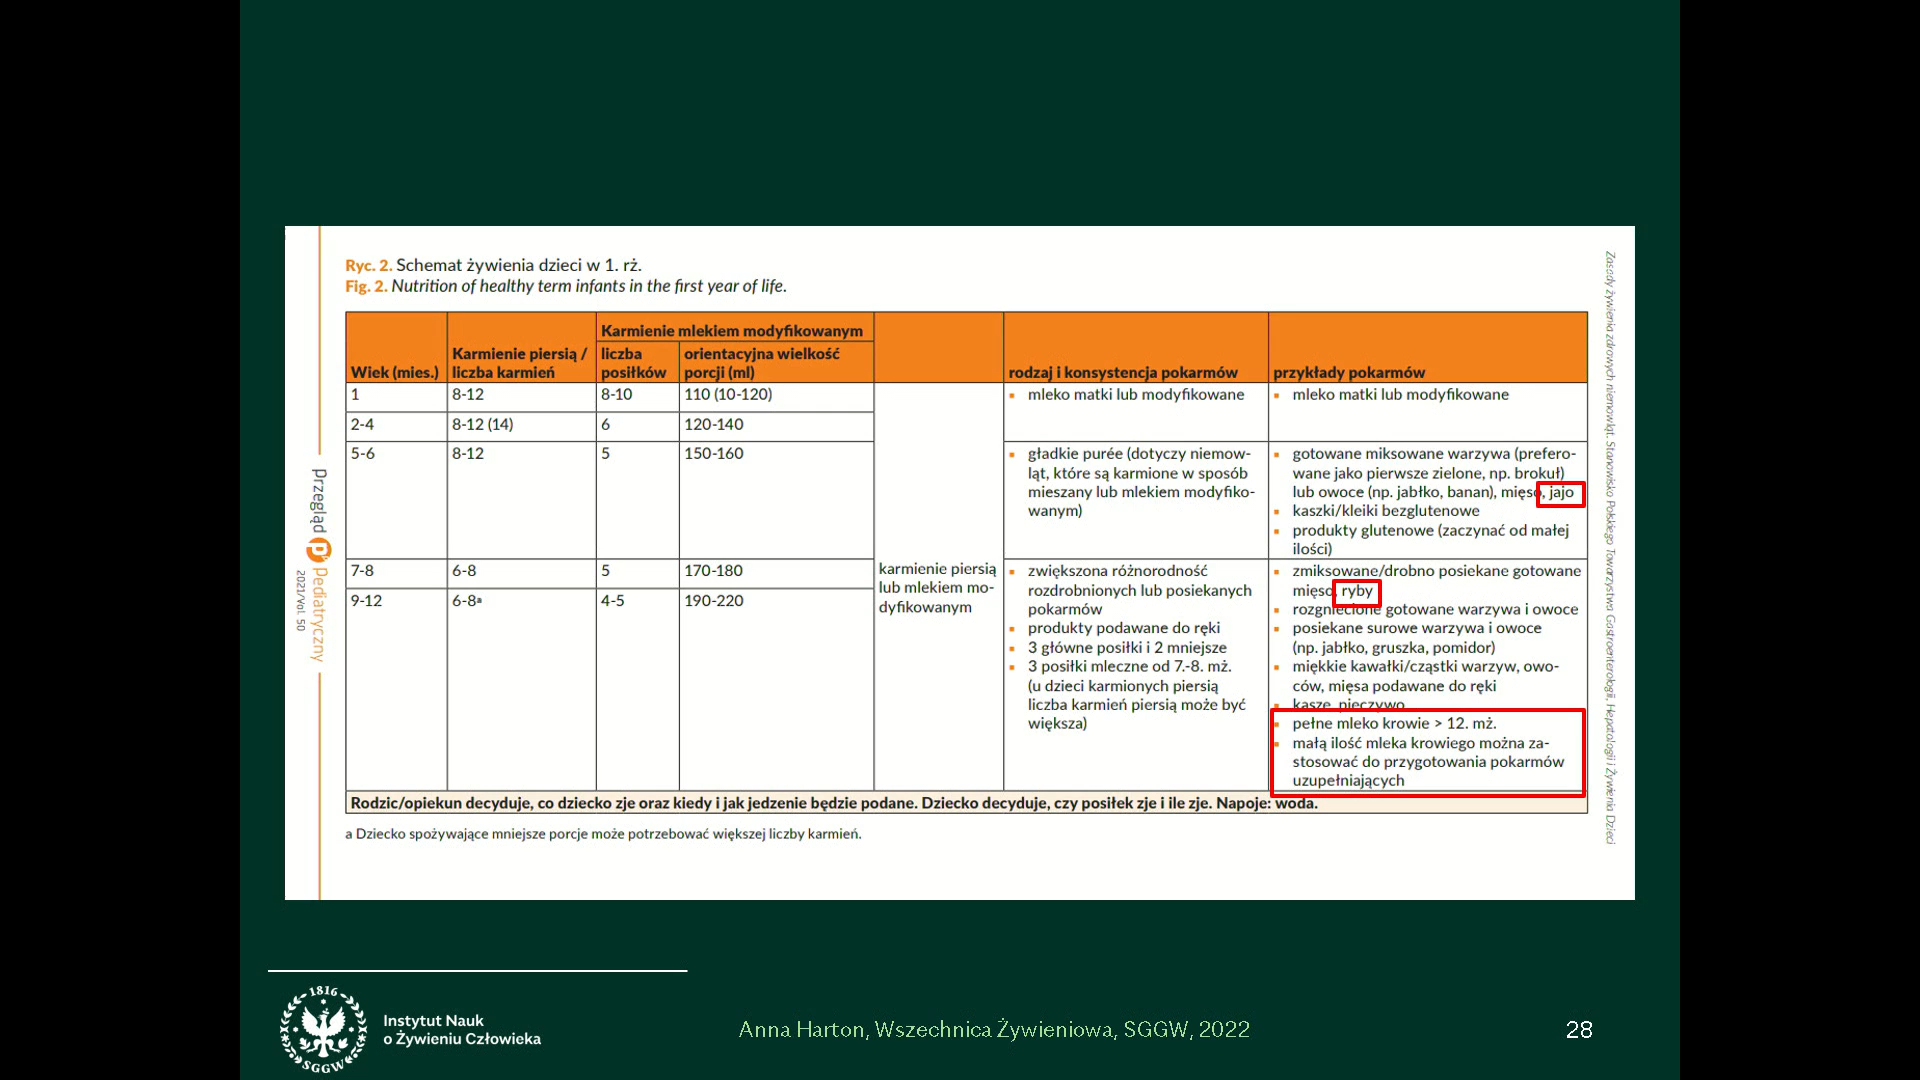 Ryc. 2. Schemat żywienia dzieci w 1. rż.
Fig. 2. Nutrition of healthy term infants in the first year of life.
Wiek (mies.)
Karmienie piersią /
liczba karmień
Karmienie mlekiem modyfikowanym
liczba
posiłków
orientacyjna wielkość
porcji (ml)
rodzaj i konsystencja pokarmów
przykłady pokarmów
1
8-12
8-10
110 (10-120)
2-4
8-12 (14)
6
120-140
5-6
8-12
5
150-160
7-8
6-8
5
170-180
9-12
6-8ᵃ
4-5
190-220
karmienie piersią
lub mlekiem mo-
dyfikowanym
▪ mleko matki lub modyfikowane
▪ mleko matki lub modyfikowane
▪ gładkie purée (dotyczy niemow-
ląt, które są karmione w sposób
mieszany lub mlekiem modyfiko-
wanym)
▪ gotowane miksowane warzywa (prefero-
wane jako pierwsze zielone, np. brokuł)
lub owoce (np. jabłko, banan), mięso, jajo
▪ kaszki/kleiki bezglutenowe
▪ produkty glutenowe (zaczynać od małej
ilości)
▪ zwiększona różnorodność
rozdrobnionych lub posiekanych
pokarmów
▪ produkty podawane do ręki
▪ 3 główne posiłki i 2 mniejsze
▪ 3 posiłki mleczne od 7.-8. mż.
(u dzieci karmionych piersią
liczba karmień piersią może być
większa)
▪ zmiksowane/drobno posiekane gotowane
mięso, ryby
▪ rozgniecione gotowane warzywa i owoce
▪ posiekane surowe warzywa i owoce
(np. jabłko, gruszka, pomidor)
▪ miękkie kawałki/cząstki warzyw, owo-
ców, mięsa podawane do ręki
▪ kasze, pieczywo
▪ pełne mleko krowie > 12. mż.
▪ małą ilość mleka krowiego można za-
stosować do przygotowania pokarmów
uzupełniających
Rodzic/opiekun decyduje, co dziecko zje oraz kiedy i jak jedzenie będzie podane. Dziecko decyduje, czy posiłek zje i ile zje. Napoje: woda.
a Dziecko spożywające mniejsze porcje może potrzebować większej liczby karmień.
przegląd pediatryczny
2021/Vol. 50
Zasady żywienia zdrowych niemowląt. Stanowisko Polskiego Towarzystwa Gastroenterologii, Hepatologii i Żywienia Dzieci
1816
SGGW
Instytut Nauk
o Żywieniu Człowieka
Anna Harton, Wszechnica Żywieniowa, SGGW, 2022
28